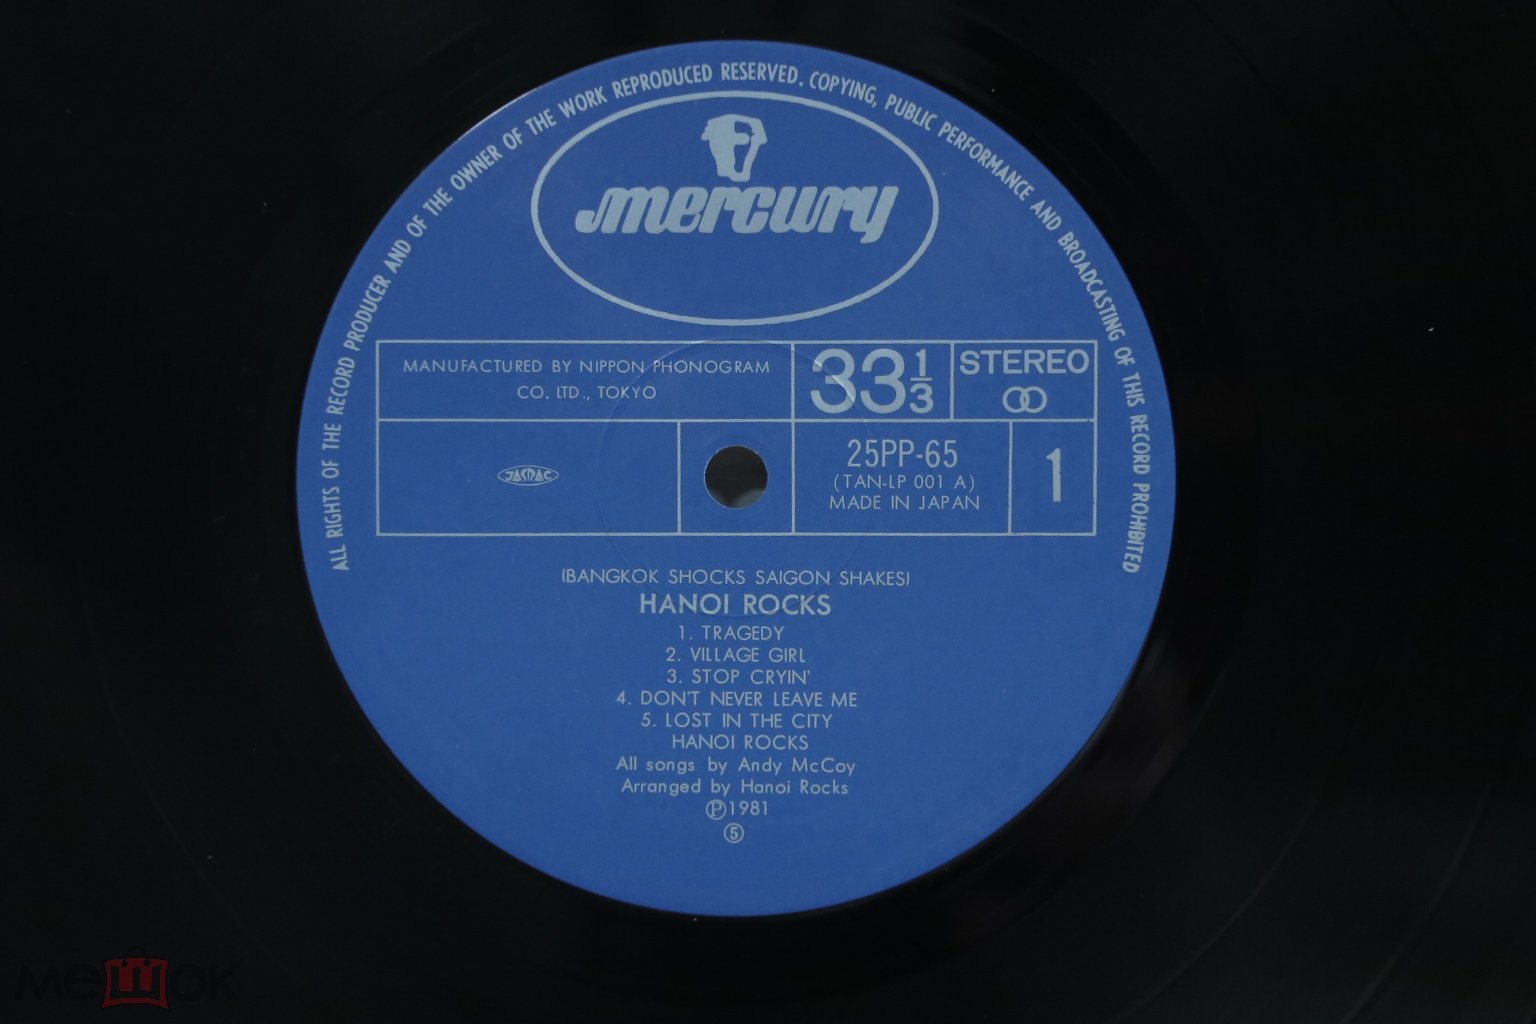 ALL RIGHTS OF THE RECORD PRODUCER AND OF THE OWNER OF THE WORK REPRODUCED RESERVED. COPYING, PUBLIC PERFORMANCE AND BROADCASTING OF THIS RECORD PROHIBITED
mercury
MANUFACTURED BY NIPPON PHONOGRAM
CO. LTD., TOKYO
33 1/3
STEREO
JASRAC
25PP-65
(TAN-LP 001 A)
MADE IN JAPAN
1
(BANGKOK SHOCKS SAIGON SHAKES)
HANOI ROCKS
1. TRAGEDY
2. VILLAGE GIRL
3. STOP CRYIN'
4. DON'T NEVER LEAVE ME
5. LOST IN THE CITY
HANOI ROCKS
All songs by Andy McCoy
Arranged by Hanoi Rocks
Ⓟ1981
⑤
мешок